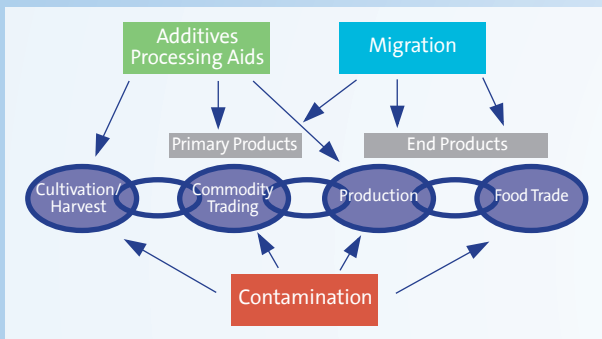 Additives
Processing Aids
Migration
Primary Products
End Products
Cultivation/
Harvest
Commodity
Trading
Production
Food Trade
Contamination